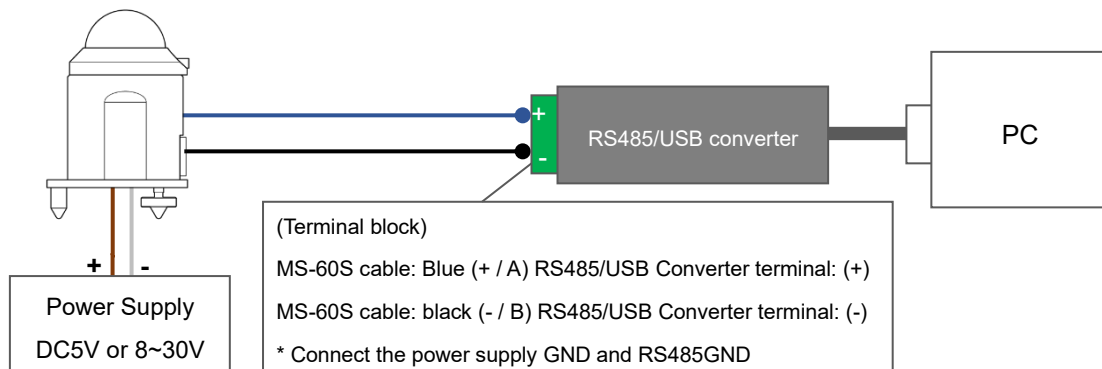 +
-
RS485/USB converter
PC
+ -
Power Supply
DC5V or 8~30V
(Terminal block)
MS-60S cable: Blue (+ / A) RS485/USB Converter terminal: (+)
MS-60S cable: black (- / B) RS485/USB Converter terminal: (-)
* Connect the power supply GND and RS485GND